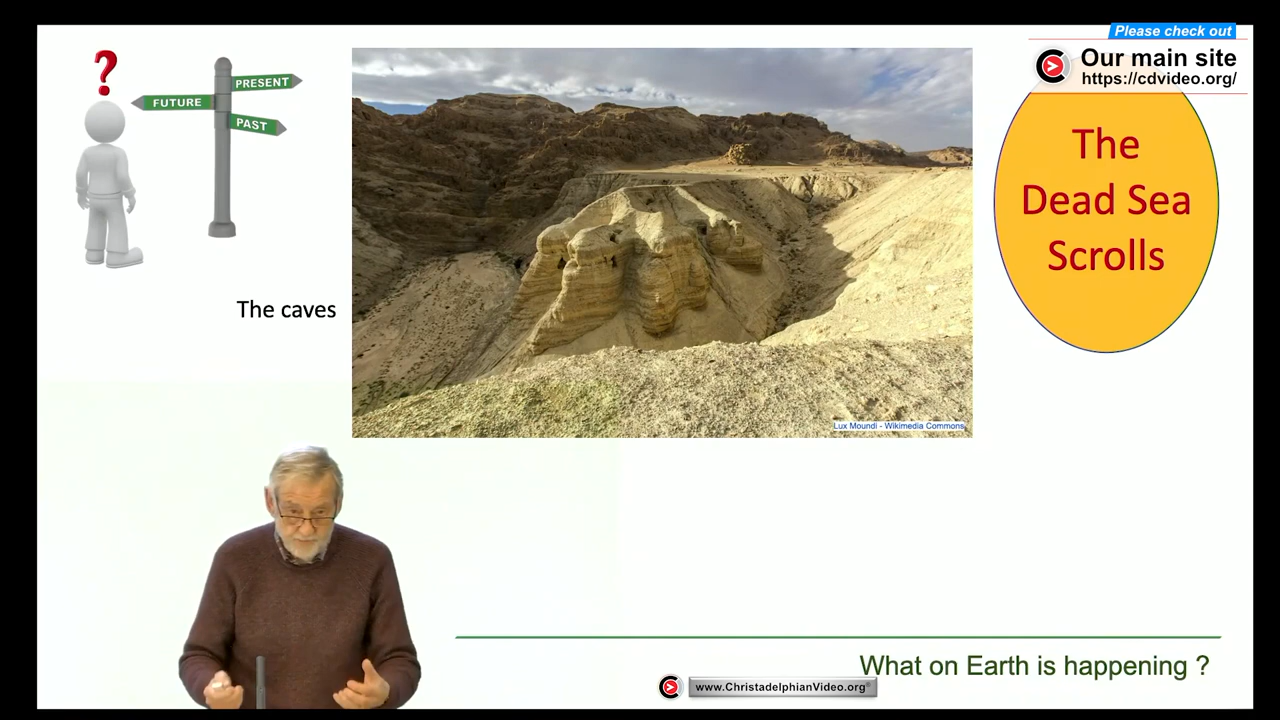 Please check out
Our main site
https://cdvideo.org/
?
PRESENT
FUTURE
PAST
The
Dead Sea
Scrolls
The caves
Lux Moundi - Wikimedia Commons
What on Earth is happening ?
www.ChristadelphianVideo.org®